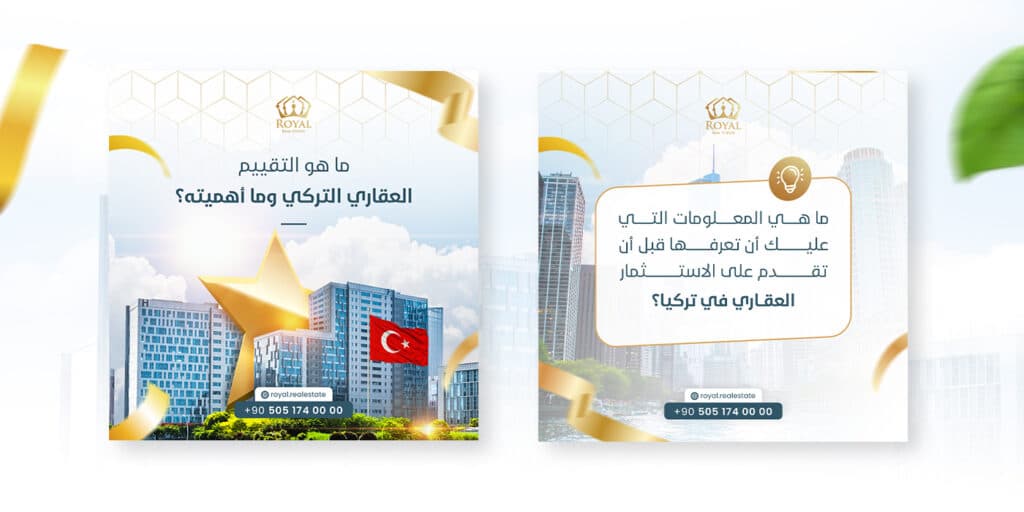 ROYAL
ما هو التقييم
العقاري التركي وما أهميته؟
H
royal.realestate
+90 505 174 00 00
ROYAL
ما هي المعلومات التي
عليك أن تعرفها قبل أن
تقدم على الاستثمار
العقاري في تركيا؟
royal.realestate
+90 505 174 00 00